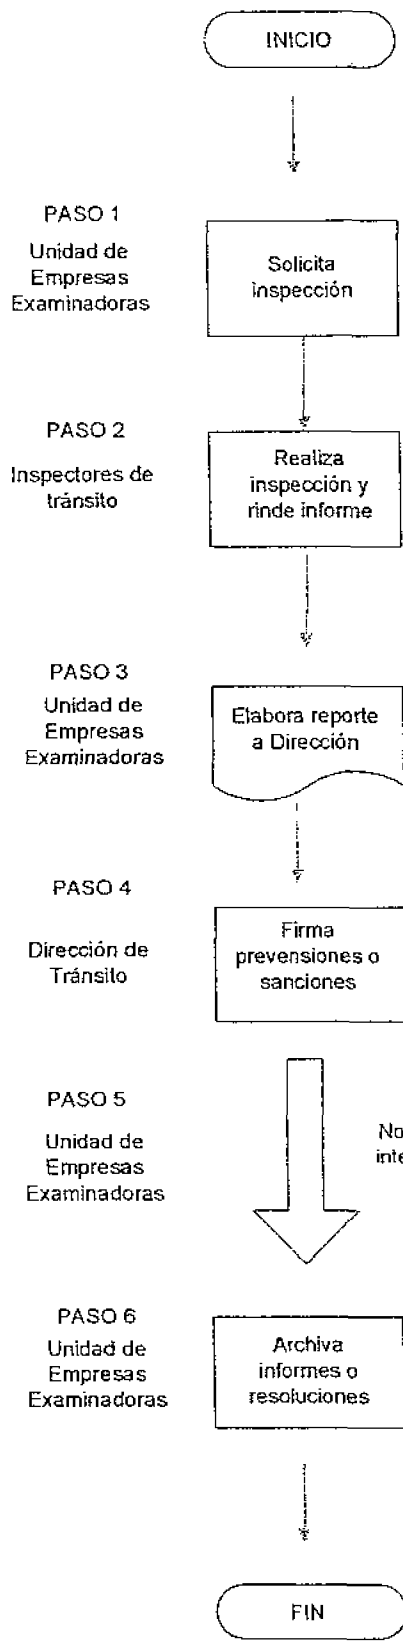 INICIO
PASO 1
Unidad de
Empresas
Examinadoras
Solicita
inspección
PASO 2
Inspectores de
tránsito
Realiza
inspección y
rinde informe
PASO 3
Unidad de
Empresas
Examinadoras
Elabora reporte
a Dirección
PASO 4
Dirección de
Tránsito
Firma
prevensiones o
sanciones
PASO 5
Unidad de
Empresas
Examinadoras
PASO 6
Unidad de
Empresas
Examinadoras
Archiva
informes o
resoluciones
FIN